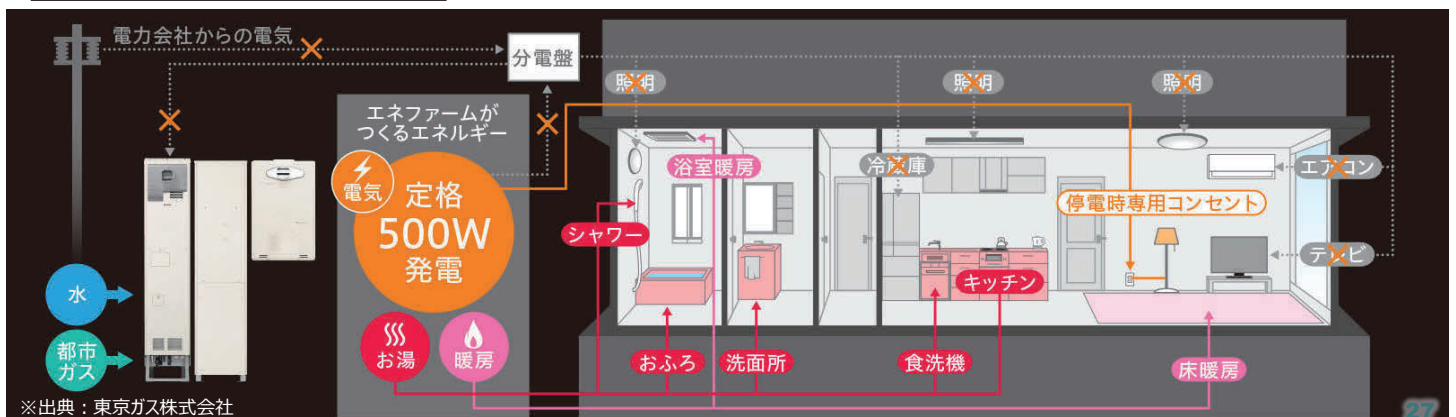 電力会社からの電気
分電盤
照明
照明
照明
エネファームが
つくるエネルギー
電気
定格
500W
発電
浴室暖房
冷蔵庫
エアコン
シャワー
停電時専用コンセント
テレビ
水
キッチン
都市
ガス
お湯
暖房
おふろ
洗面所
食洗機
床暖房
※出典：東京ガス株式会社
27